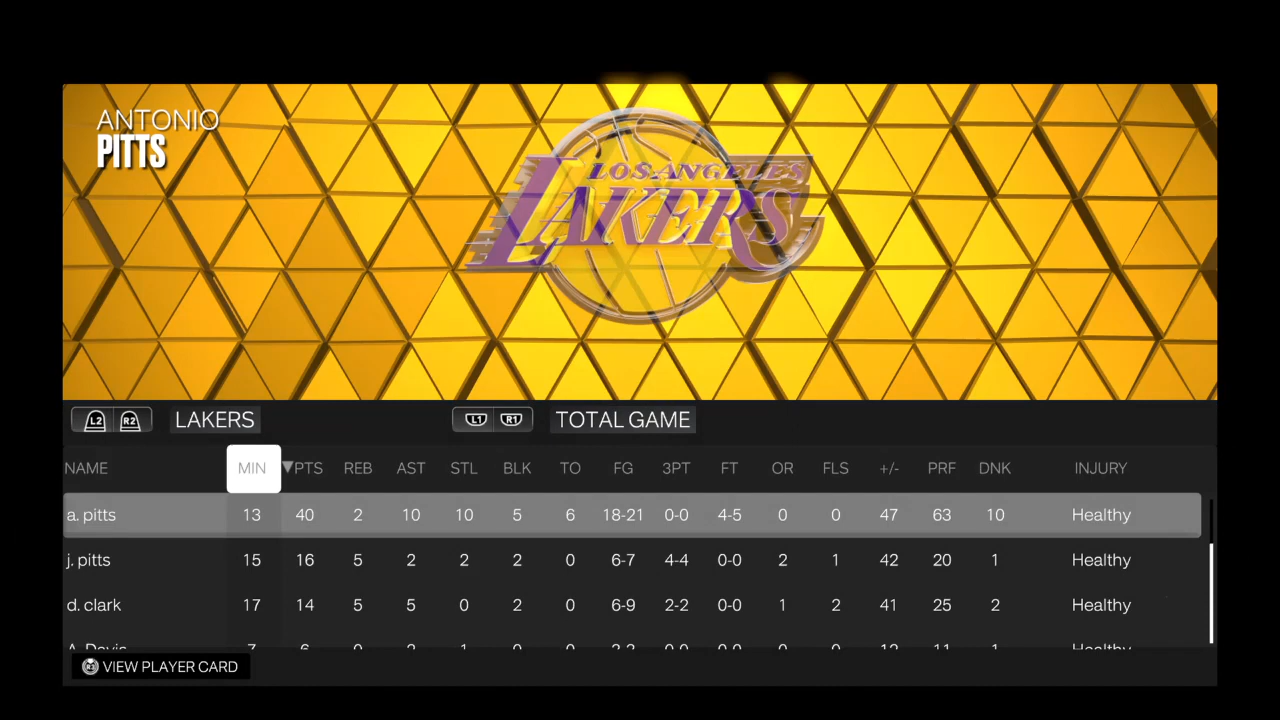 ANTONIO
PITTS
LOS ANGELES
LAKERS
L2 R2 LAKERS L1 R1 TOTAL GAME
NAME MIN ▼PTS REB AST STL BLK TO FG 3PT FT OR FLS +/- PRF DNK INJURY
a. pitts 13 40 2 10 10 5 6 18-21 0-0 4-5 0 0 47 63 10 Healthy
j. pitts 15 16 5 2 2 2 0 6-7 4-4 0-0 2 1 42 20 1 Healthy
d. clark 17 14 5 5 0 2 0 6-9 2-2 0-0 1 2 41 25 2 Healthy
A. Davis
R3 VIEW PLAYER CARD